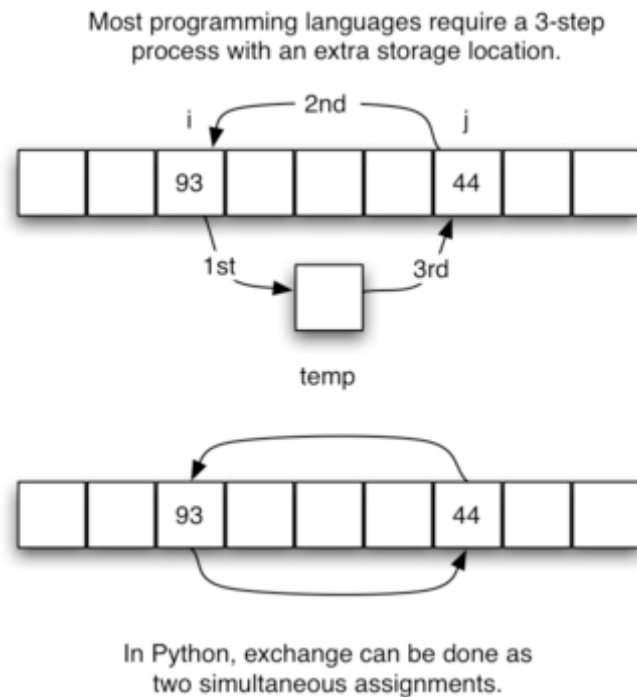 Most programming languages require a 3-step
process with an extra storage location.
i 2nd j
93 44
1st 3rd
temp
93 44
In Python, exchange can be done as
two simultaneous assignments.